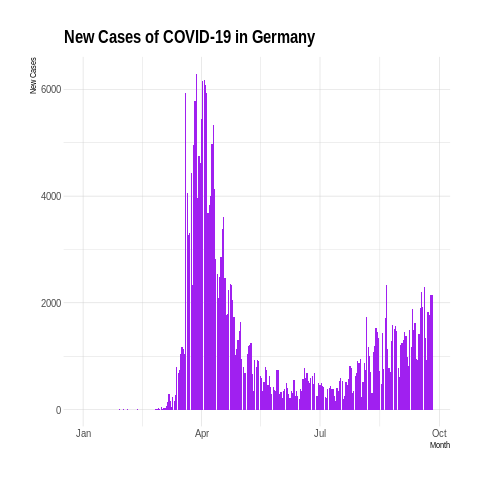 New Cases of COVID-19 in Germany
New Cases
6000
4000
2000
0
Jan Apr Jul Oct
Month